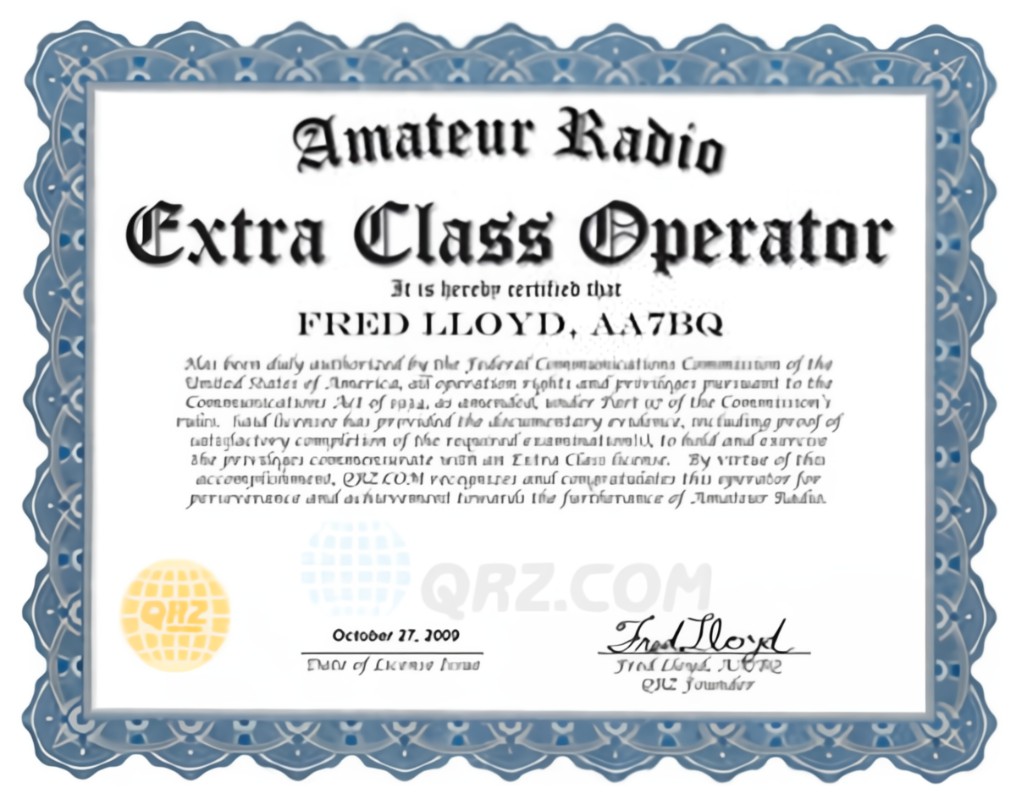 Amateur Radio
Extra Class Operator
It is hereby certified that
FRED LLOYD, AA7BQ
Has been duly authorized by the Federal Communications Commission of the
United States of America, all operation rights and privileges pursuant to the
Communications Act of as amended, under Part of the Commission's
rules. has provided the documentary evidence, including proof of
satisfactory completion of the required examination(s), to hold and exercise
the privileges commensurate with an Extra Class license. By virtue of this
accomplishment, QRZ.COM recognizes and congratulates this operator for
perseverance and achievement towards the furtherance of Amateur Radio.
QRZ.COM
QRZ
October 27, 2009
Fred Lloyd
Date of License Issue
Fred Lloyd, AA7BQ
QRZ Founder